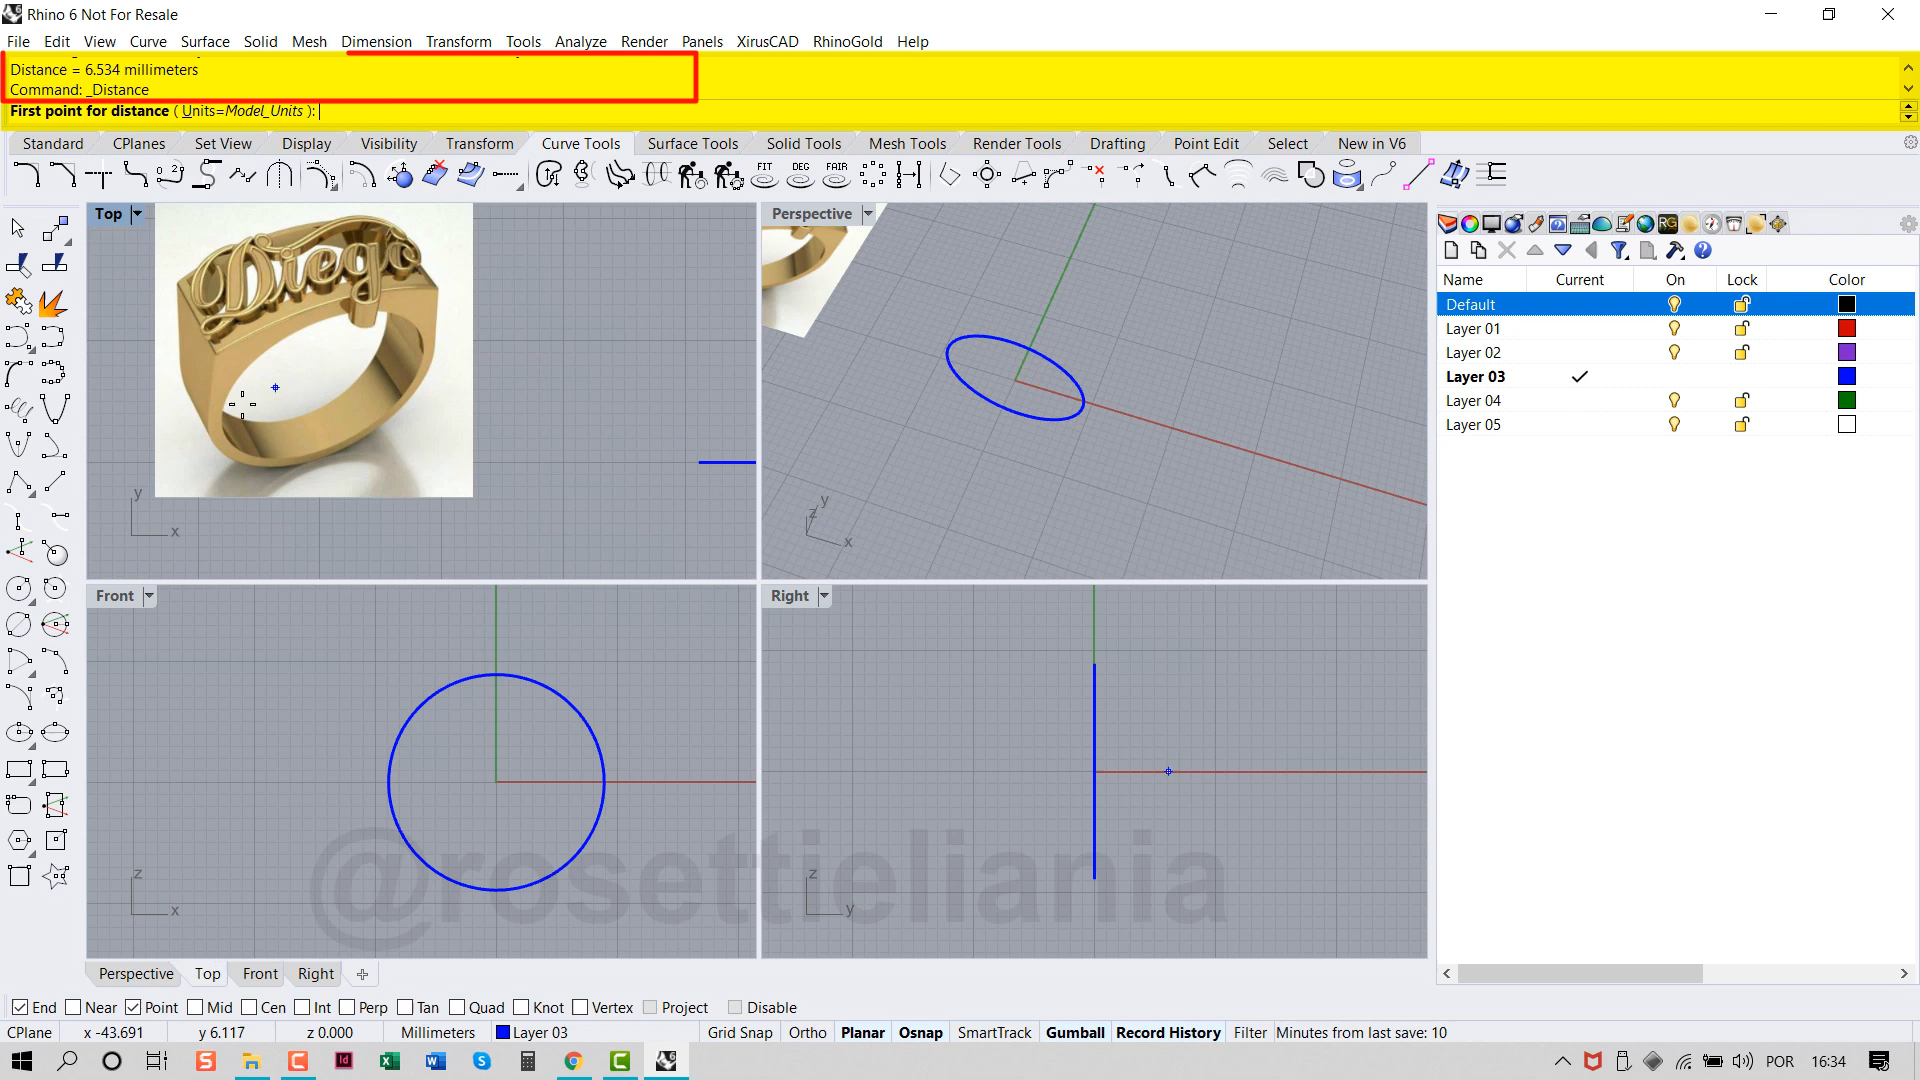 Rhino 6 Not For Resale
File Edit View Curve Surface Solid Mesh Dimension Transform Tools Analyze Render Panels XirusCAD RhinoGold Help
Distance = 6.534 millimeters
Command: _Distance
First point for distance ( Units=Model_Units ):
Standard CPlanes Set View Display Visibility Transform Curve Tools Surface Tools Solid Tools Mesh Tools Render Tools Drafting Point Edit Select New in V6
FIT DEG FAIR
Top
Perspective
Diego
Name Current On Lock Color
Default
Layer 01
Layer 02
Layer 03
Layer 04
Layer 05
y
x
y
z
x
Front
Right
@rosettieliania
z
x
z
y
Perspective Top Front Right
End Near Point Mid Cen Int Perp Tan Quad Knot Vertex Project Disable
CPlane x -43.691 y 6.117 z 0.000 Millimeters Layer 03 Grid Snap Ortho Planar Osnap SmartTrack Gumball Record History Filter Minutes from last save: 10
POR 16:34